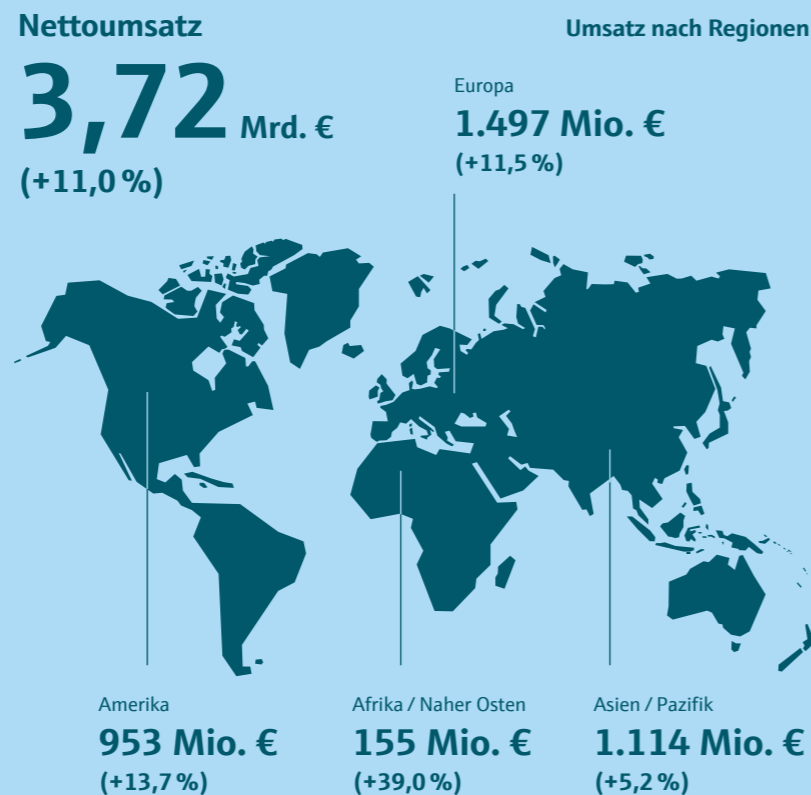 Nettoumsatz
3,72 Mrd. €
(+11,0 %)
Umsatz nach Regionen
Europa
1.497 Mio. €
(+11,5 %)
Amerika
953 Mio. €
(+13,7 %)
Afrika / Naher Osten
155 Mio. €
(+39,0 %)
Asien / Pazifik
1.114 Mio. €
(+5,2 %)